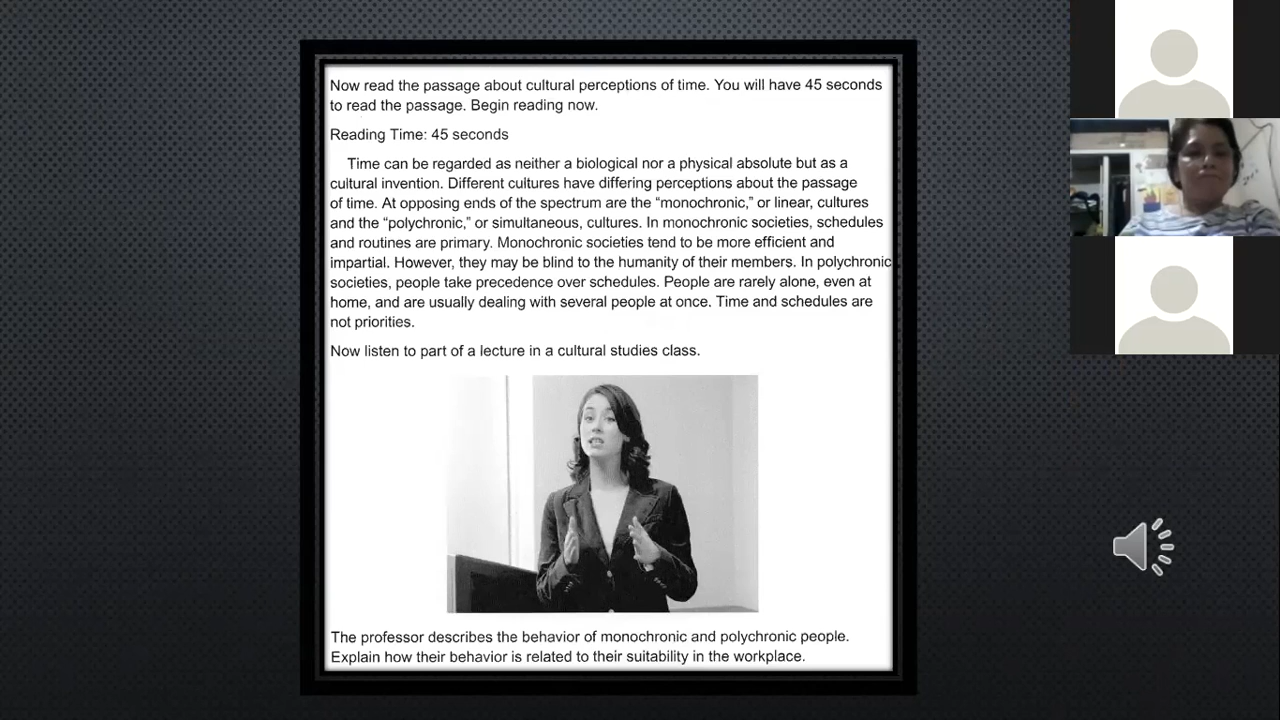 Now read the passage about cultural perceptions of time. You will have 45 seconds
to read the passage. Begin reading now.
Reading Time: 45 seconds
Time can be regarded as neither a biological nor a physical absolute but as a
cultural invention. Different cultures have differing perceptions about the passage
of time. At opposing ends of the spectrum are the “monochronic,” or linear, cultures
and the “polychronic,” or simultaneous, cultures. In monochronic societies, schedules
and routines are primary. Monochronic societies tend to be more efficient and
impartial. However, they may be blind to the humanity of their members. In polychronic
societies, people take precedence over schedules. People are rarely alone, even at
home, and are usually dealing with several people at once. Time and schedules are
not priorities.
Now listen to part of a lecture in a cultural studies class.
The professor describes the behavior of monochronic and polychronic people.
Explain how their behavior is related to their suitability in the workplace.